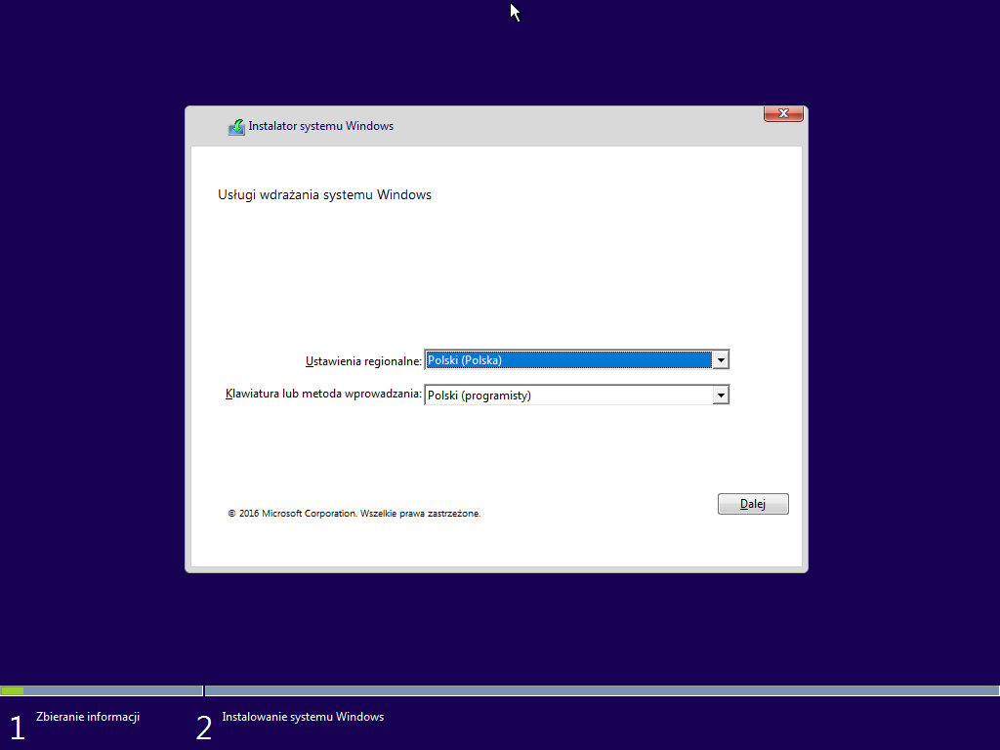 Instalator systemu Windows
Usługi wdrażania systemu Windows
Ustawienia regionalne: Polski (Polska)
Klawiatura lub metoda wprowadzania: Polski (programisty)
Dalej
© 2016 Microsoft Corporation. Wszelkie prawa zastrzeżone.
1 Zbieranie informacji
2 Instalowanie systemu Windows